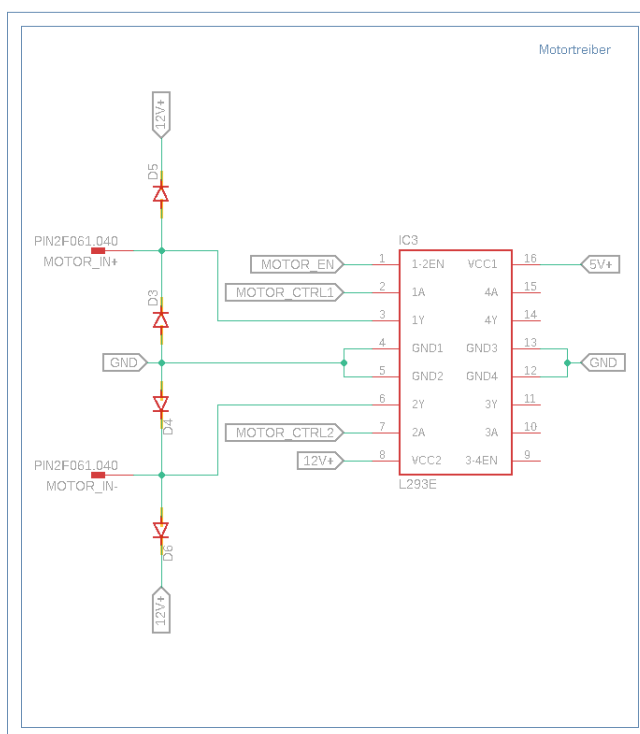 Motortreiber
12V+
D5
PIN2F061.040
MOTOR_IN+
D3
GND
D4
PIN2F061.040
MOTOR_IN-
D6
12V+
IC3
MOTOR_EN 1 1-2EN VCC1 16 5V+
MOTOR_CTRL1 2 1A 4A 15
3 1Y 4Y 14
4 GND1 GND3 13
GND
5 GND2 GND4 12
6 2Y 3Y 11
MOTOR_CTRL2 7 2A 3A 10
12V+ 8 VCC2 3-4EN 9
L293E